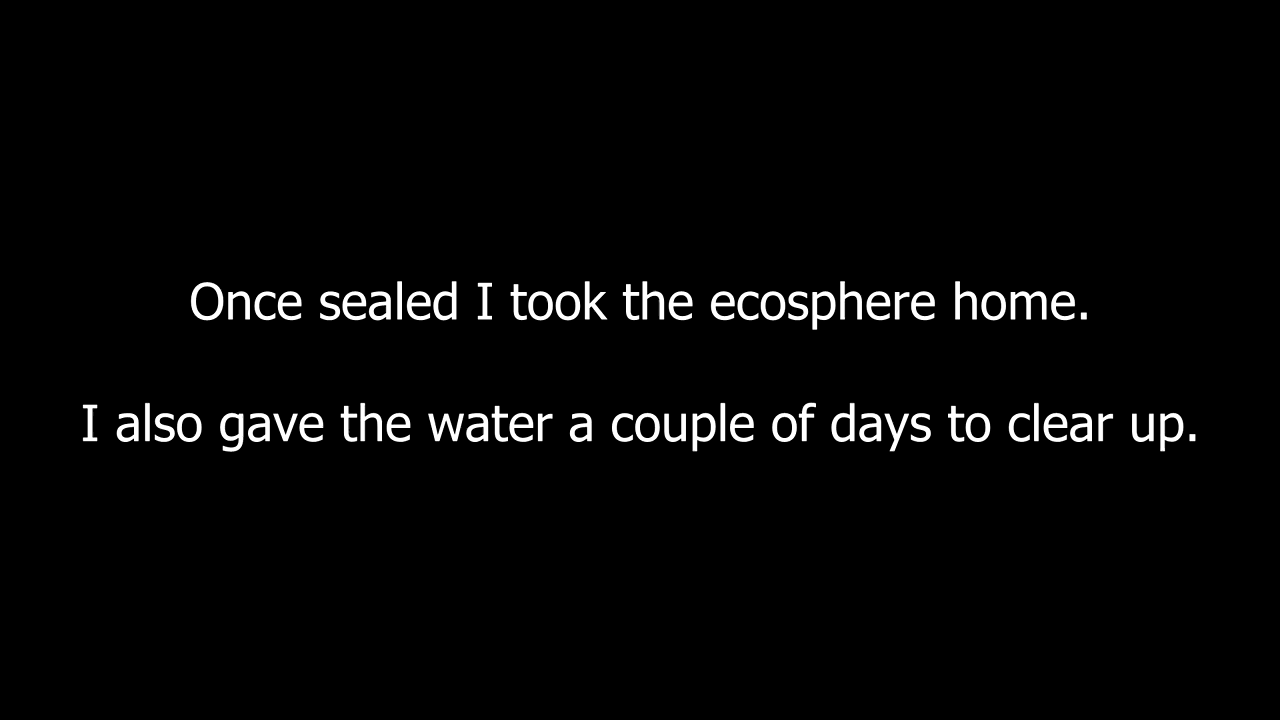 Once sealed I took the ecosphere home.
I also gave the water a couple of days to clear up.